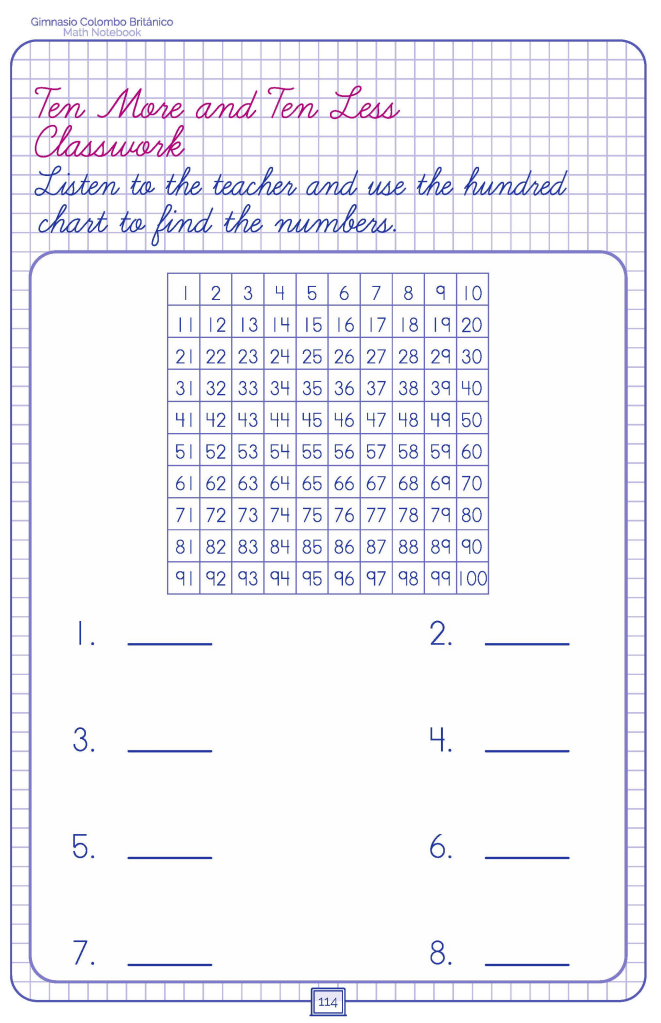 Gimnasio Colombo Británico
Math Notebook
Ten More and Ten Less
Classwork
Listen to the teacher and use the hundred
chart to find the numbers.
1 2 3 4 5 6 7 8 9 10
11 12 13 14 15 16 17 18 19 20
21 22 23 24 25 26 27 28 29 30
31 32 33 34 35 36 37 38 39 40
41 42 43 44 45 46 47 48 49 50
51 52 53 54 55 56 57 58 59 60
61 62 63 64 65 66 67 68 69 70
71 72 73 74 75 76 77 78 79 80
81 82 83 84 85 86 87 88 89 90
91 92 93 94 95 96 97 98 99 100
1. ______ 2. ______
3. ______ 4. ______
5. ______ 6. ______
7. ______ 8. ______
114